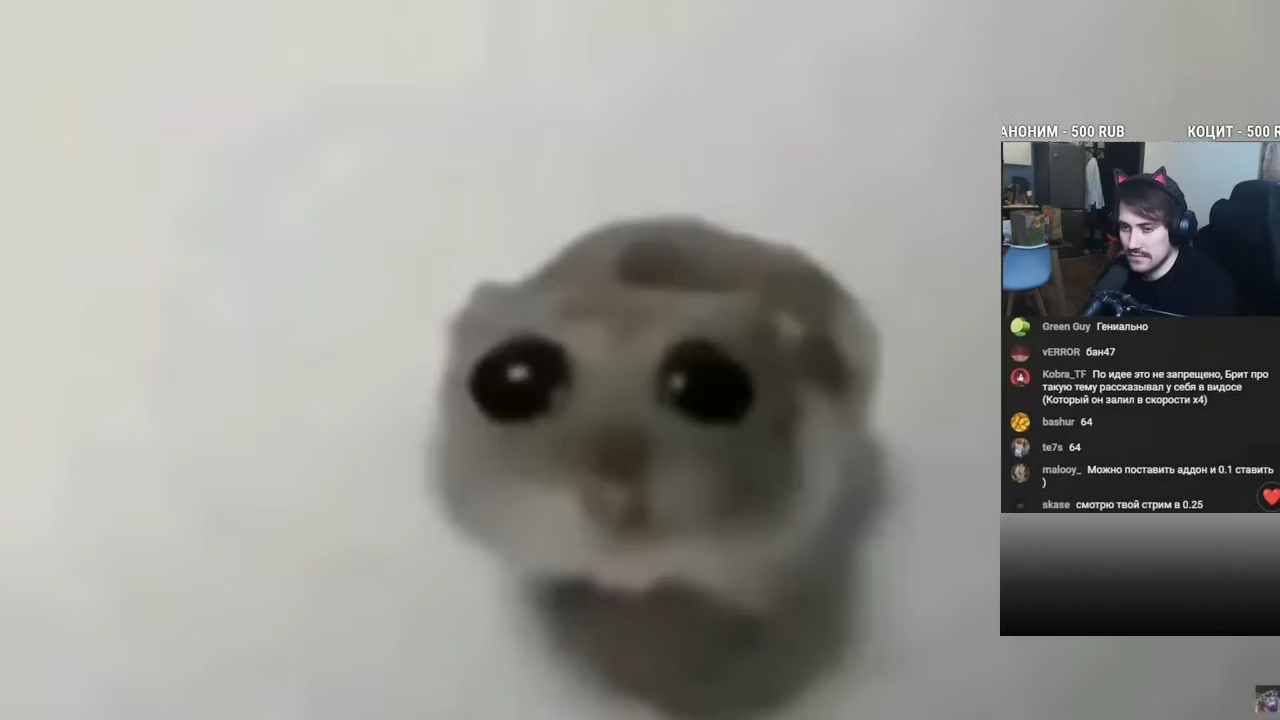 АНОНИМ - 500 RUB КОЦИТ - 500 R
Green Guy Гениально
vERROR бан47
Kobra_TF По идее это не запрещено, Брит про
такую тему рассказывал у себя в видосе
(Который он залил в скорости х4)
bashur 64
te7s 64
malooy_ Можно поставить аддон и 0.1 ставить
)
skase смотрю твой стрим в 0.25